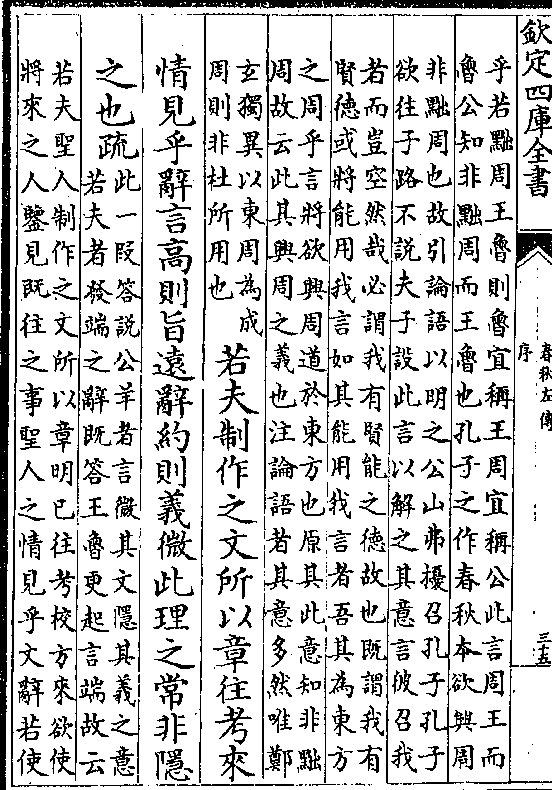 欽定四庫全書
春秋左傳序
三十五
乎若黜周王魯則魯宜稱王周宜稱公此言周王而
魯公知非黜周而王魯也孔子之作春秋本欲興周
非黜周也故引論語以明之公山弗擾召孔子孔子
欲往子路不說夫子設此言以解之其意言彼召我
若而豈空然哉必謂我有賢能之德故也既謂我有
賢德或將能用我言如其能用我言者吾其為東方
之周乎言將欲興周道於東方也原其此意知非黜
周故云此其興周之義也注論語者其意多然唯鄭
玄獨異以東周為成
周則非杜所用也
若夫制作之文所以章往考來
情見乎辭言高則旨遠辭約則義微此理之常非隱
之也疏
此一段答說公羊者言微其文隱其義之意
若夫者發端之辭既答王魯更起言端故云
若夫聖人制作之文所以章明已往考校方來欲使
將來之人鑒見既往之事聖人之情見乎文辭若使